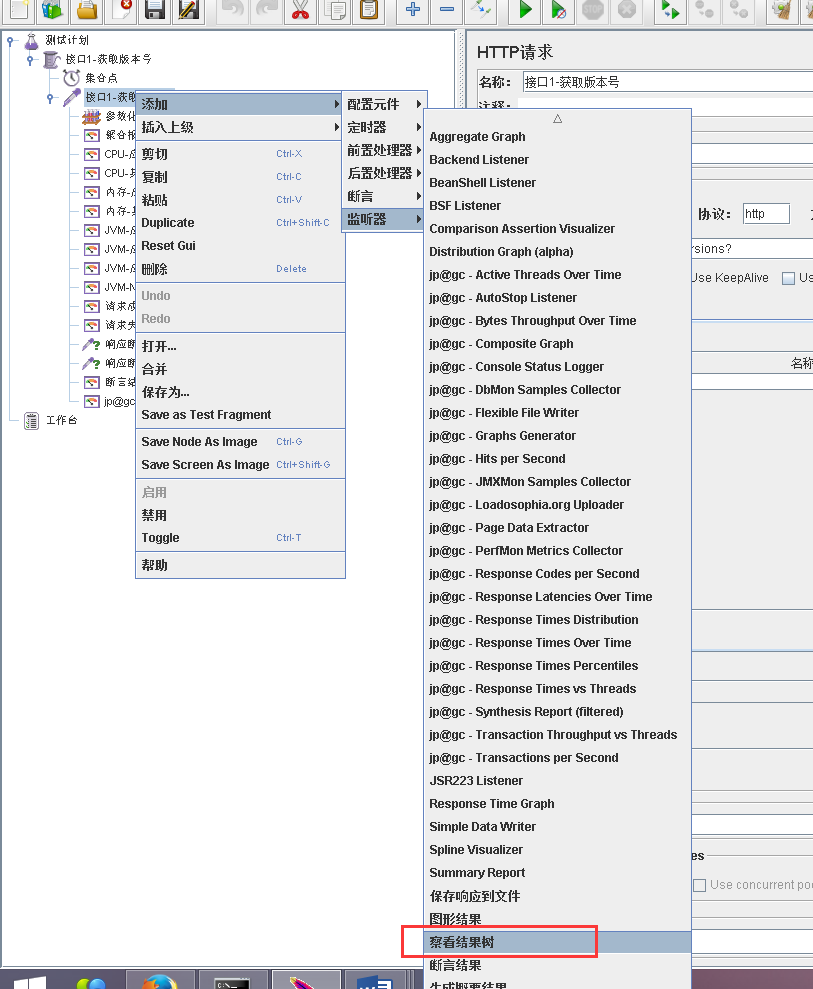 STOP
测试计划
接口1-获取版本号
集合点
接口1-获取
参数化
聚合报
CPU-
CPU-
内存-
内存-
JVM-
JVM-
JVM-
JVM-N
请求成
请求失
响应断
响应断
断言结
jp@gc
工作台
添加
插入上级
剪切 Ctrl-X
复制 Ctrl-C
粘贴 Ctrl-V
Duplicate Ctrl+Shift-C
Reset Gui
删除 Delete
Undo
Redo
打开...
合并
保存为...
Save as Test Fragment
Save Node As Image Ctrl-G
Save Screen As Image Ctrl+Shift-G
启用
禁用
Toggle Ctrl-T
帮助
配置元件
定时器
前置处理器
后置处理器
断言
监听器
Aggregate Graph
Backend Listener
BeanShell Listener
BSF Listener
Comparison Assertion Visualizer
Distribution Graph (alpha)
jp@gc - Active Threads Over Time
jp@gc - AutoStop Listener
jp@gc - Bytes Throughput Over Time
jp@gc - Composite Graph
jp@gc - Console Status Logger
jp@gc - DbMon Samples Collector
jp@gc - Flexible File Writer
jp@gc - Graphs Generator
jp@gc - Hits per Second
jp@gc - JMXMon Samples Collector
jp@gc - Loadosophia.org Uploader
jp@gc - Page Data Extractor
jp@gc - PerfMon Metrics Collector
jp@gc - Response Codes per Second
jp@gc - Response Latencies Over Time
jp@gc - Response Times Distribution
jp@gc - Response Times Over Time
jp@gc - Response Times Percentiles
jp@gc - Response Times vs Threads
jp@gc - Synthesis Report (filtered)
jp@gc - Transaction Throughput vs Threads
jp@gc - Transactions per Second
JSR223 Listener
Response Time Graph
Simple Data Writer
Spline Visualizer
Summary Report
保存响应到文件
图形结果
察看结果树
断言结果
生成概要结果
HTTP请求
名称： 接口1-获取版本号
注释：
协议： http
rsions?
Use KeepAlive Us
名称
es
Use concurrent poo